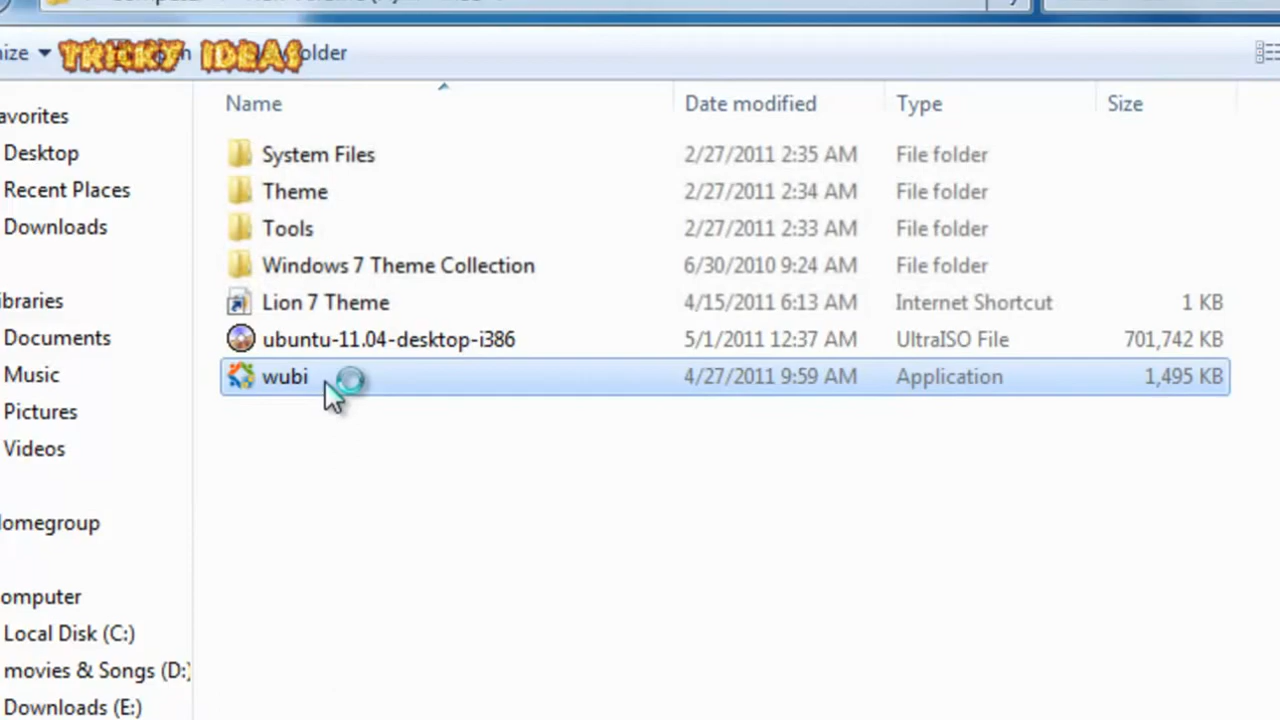 ize TRICKY IDEAS older
Name Date modified Type Size
avorites
System Files 2/27/2011 2:35 AM File folder
Desktop
Theme 2/27/2011 2:34 AM File folder
Recent Places
Tools 2/27/2011 2:33 AM File folder
Downloads
Windows 7 Theme Collection 6/30/2010 9:24 AM File folder
ibraries
Lion 7 Theme 4/15/2011 6:13 AM Internet Shortcut 1 KB
Documents
ubuntu-11.04-desktop-i386 5/1/2011 12:37 AM UltraISO File 701,742 KB
Music
wubi 4/27/2011 9:59 AM Application 1,495 KB
Pictures
Videos
omegroup
omputer
Local Disk (C:)
movies & Songs (D:)
Downloads (E:)